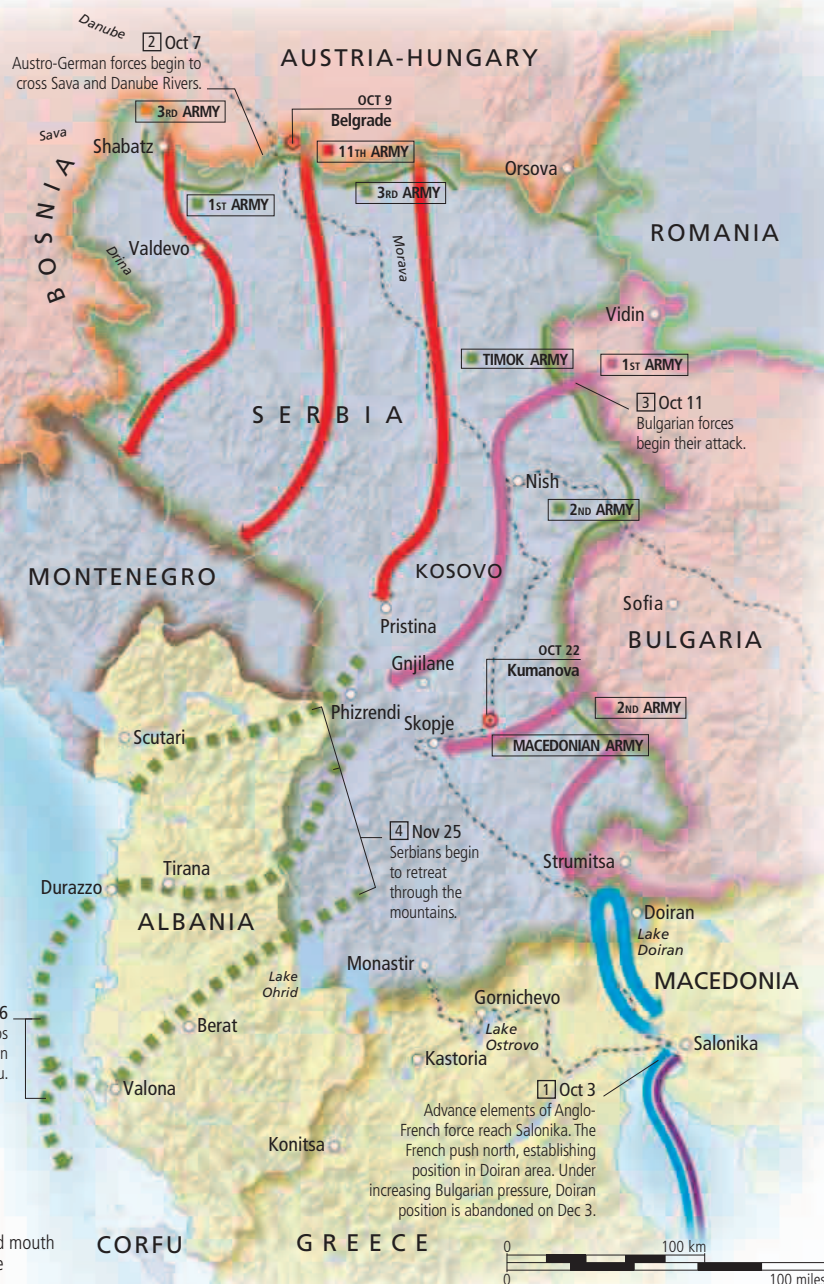 Danube
2 Oct 7
Austro-German forces begin to
cross Sava and Danube Rivers.
AUSTRIA-HUNGARY
3RD ARMY
OCT 9
Belgrade
Sava
Shabatz
11TH ARMY
Orsova
1ST ARMY
3RD ARMY
BOSNIA
Drina
Valdevo
Morava
ROMANIA
Vidin
TIMOK ARMY
1ST ARMY
3 Oct 11
Bulgarian forces
begin their attack.
SERBIA
Nish
2ND ARMY
MONTENEGRO
KOSOVO
Sofia
Pristina
BULGARIA
OCT 22
Kumanova
Gnjilane
Phizrendi
2ND ARMY
Skopje
Scutari
MACEDONIAN ARMY
4 Nov 25
Serbians begin
to retreat
through the
mountains.
Strumitsa
Tirana
Durazzo
ALBANIA
Doiran
Lake
Doiran
Monastir
Lake
Ohrid
MACEDONIA
Gornichevo
6
os
n
u.
Berat
Lake
Ostrovo
Salonika
Kastoria
Valona
1 Oct 3
Advance elements of Anglo-
French force reach Salonika. The
French push north, establishing
position in Doiran area. Under
increasing Bulgarian pressure, Doiran
position is abandoned on Dec 3.
Konitsa
d mouth
e
CORFU
GREECE
0 100 km
0 100 miles